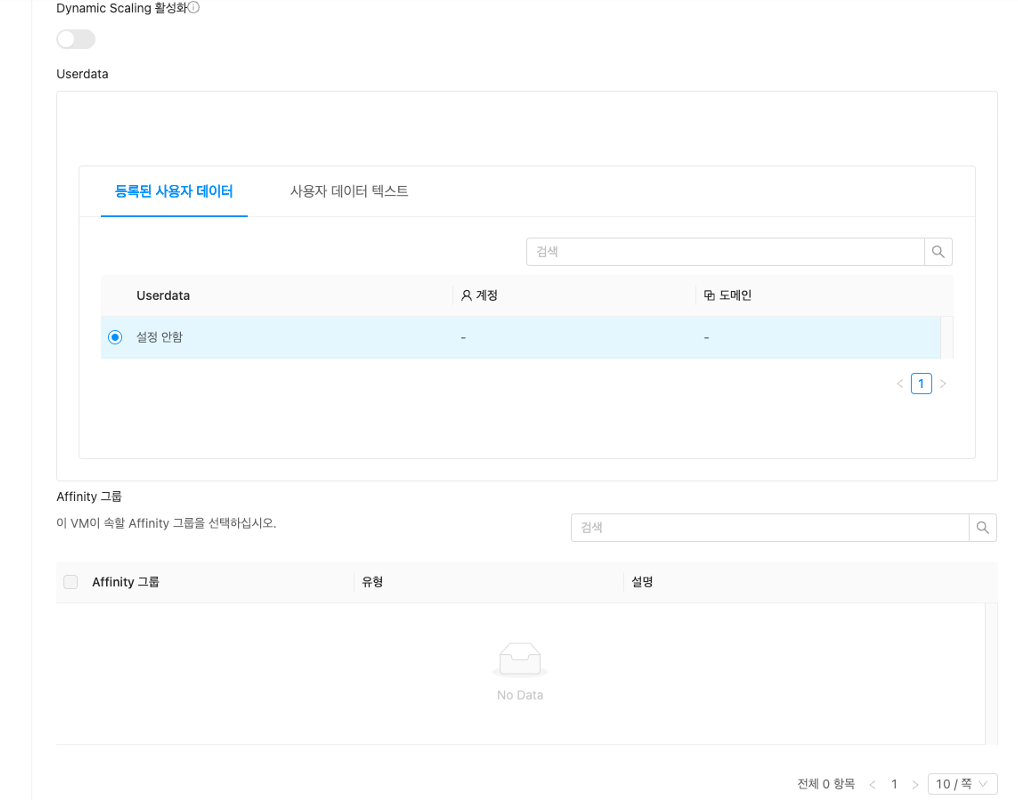 Dynamic Scaling 활성화
Userdata
등록된 사용자 데이터 사용자 데이터 텍스트
검색
Userdata 계정 도메인
설정 안함 - -
1
Affinity 그룹
이 VM이 속할 Affinity 그룹을 선택하십시오. 검색
Affinity 그룹 유형 설명
No Data
전체 0 항목 1 10 / 쪽